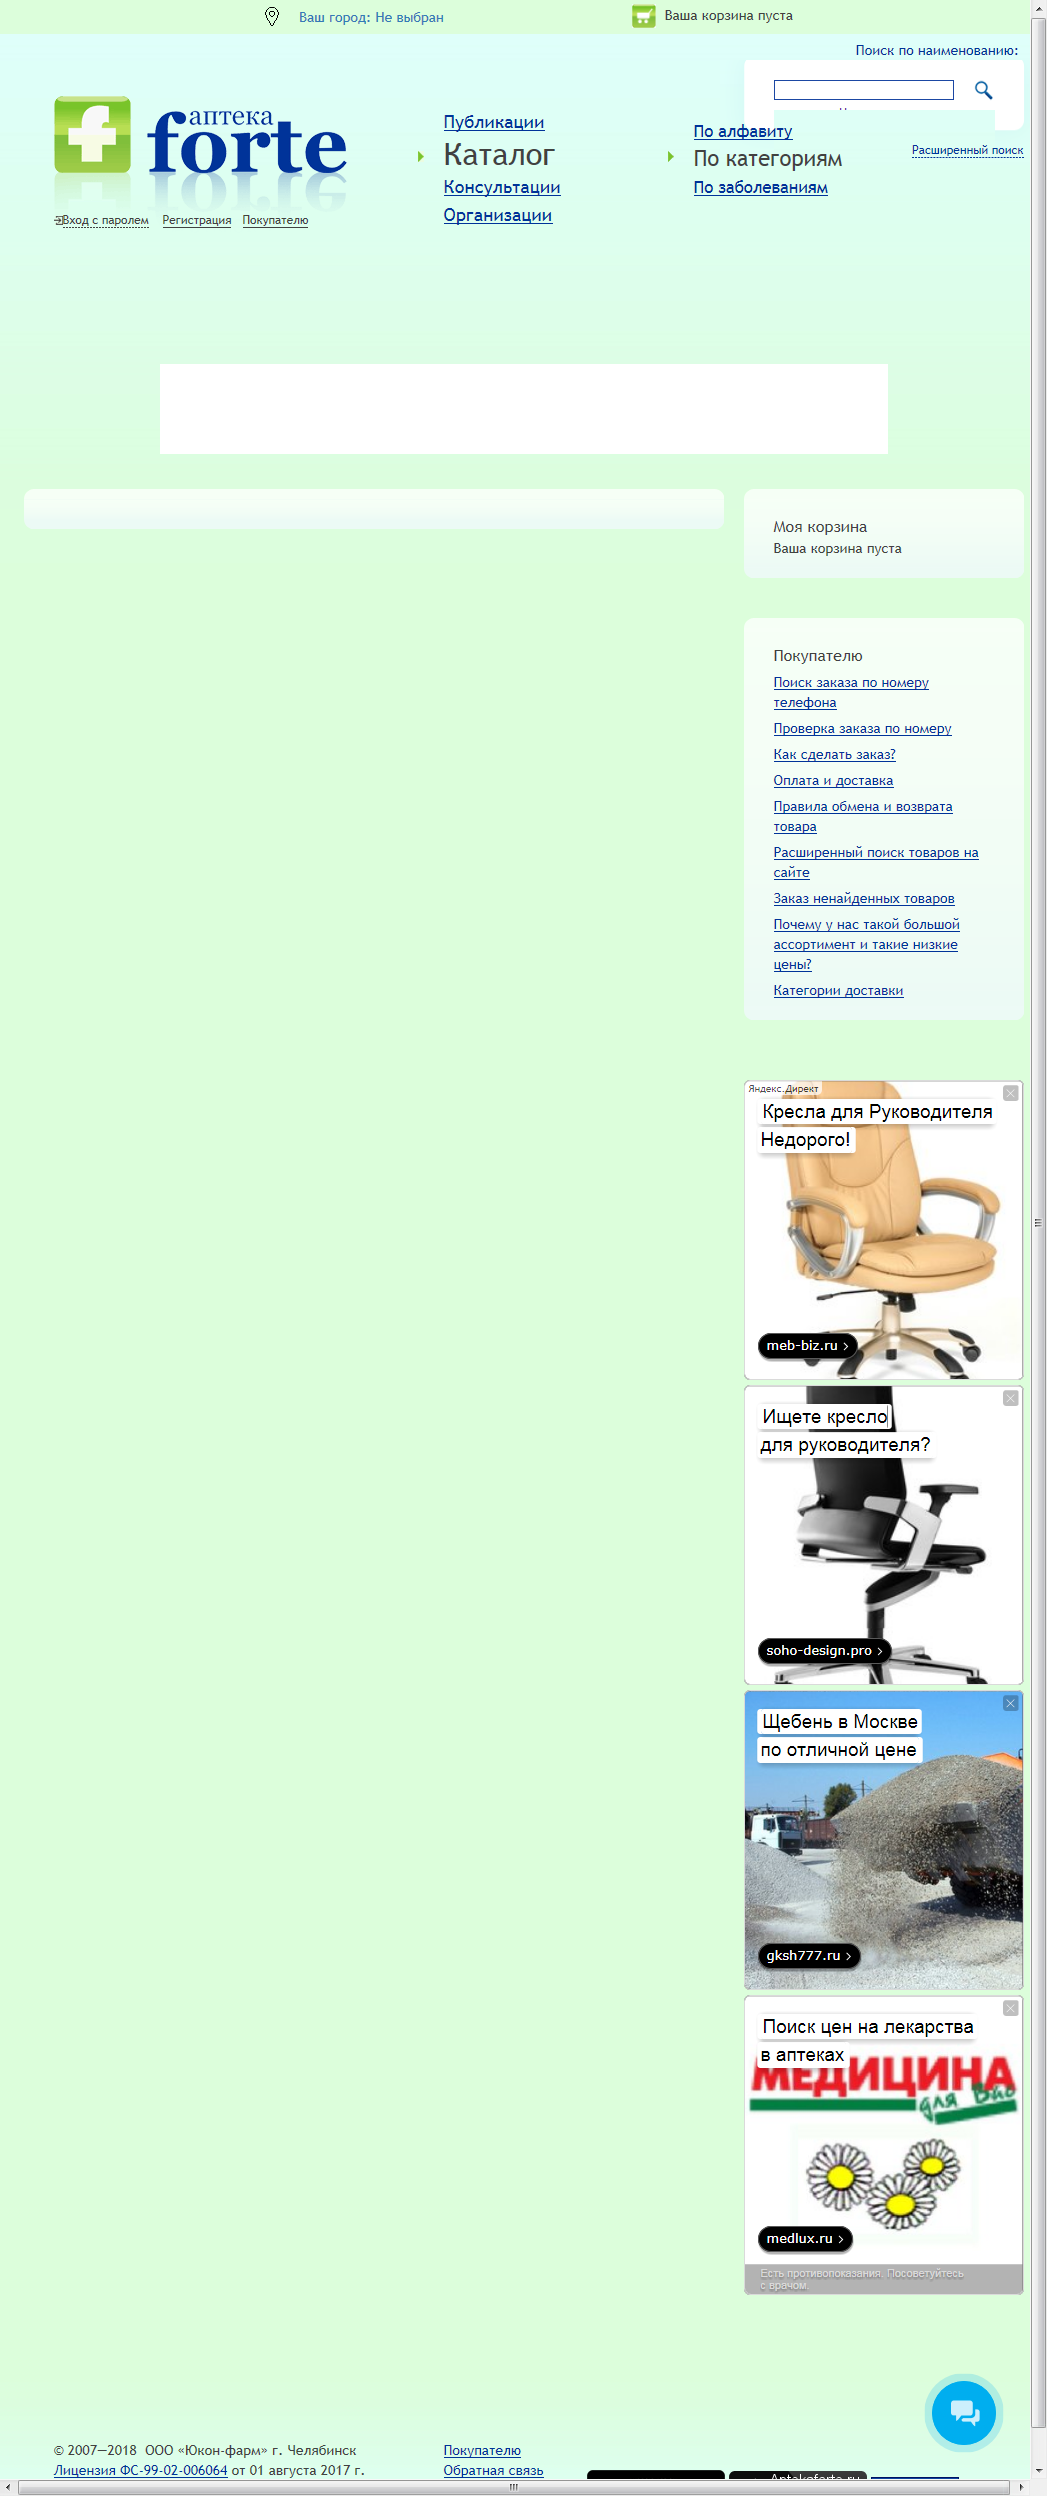 Ваш город: Не выбран
Ваша корзина пуста
Поиск по наименованию:
аптека
forte
Публикации
Каталог
Консультации
Организации
По алфавиту
По категориям
По заболеваниям
Расширенный поиск
Вход с паролем
Регистрация
Покупателю
Моя корзина
Ваша корзина пуста
Покупателю
Поиск заказа по номеру
телефона
Проверка заказа по номеру
Как сделать заказ?
Оплата и доставка
Правила обмена и возврата
товара
Расширенный поиск товаров на
сайте
Заказ ненайденных товаров
Почему у нас такой большой
ассортимент и такие низкие
цены?
Категории доставки
Яндекс.Директ
Кресла для Руководителя
Недорого!
meb-biz.ru
Ищете кресло
для руководителя?
soho-design.pro
Щебень в Москве
по отличной цене
gksh777.ru
Поиск цен на лекарства
в аптеках
МЕДИЦИНА
для Вас
medlux.ru
Есть противопоказания. Посоветуйтесь
с врачом.
© 2007—2018 ООО «Юкон-фарм» г. Челябинск
Лицензия ФС-99-02-006064 от 01 августа 2017 г.
Покупателю
Обратная связь
Aptekaforte.ru